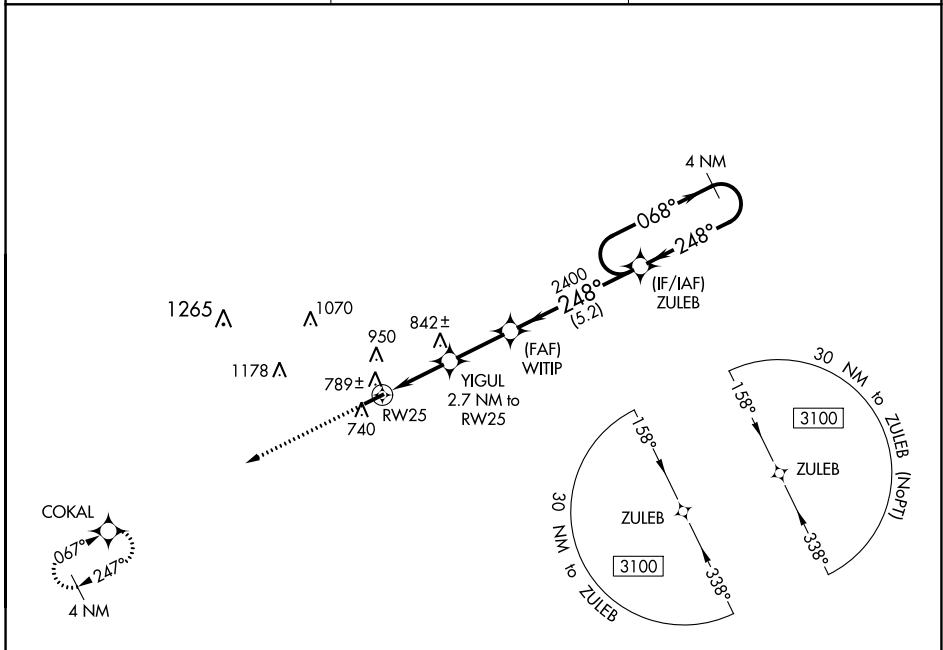 4 NM
068°
248°
(IF/IAF)
ZULEB
2400
248°
(5.2)
1265
1070
950
842±
(FAF)
WITIP
1178
789±
YIGUL
2.7 NM to
RW25
RW25
740
30 NM to ZULEB (NoPT)
158°
3100
ZULEB
338°
158°
ZULEB
30 NM to ZULEB
3100
338°
COKAL
067°
247°
4 NM